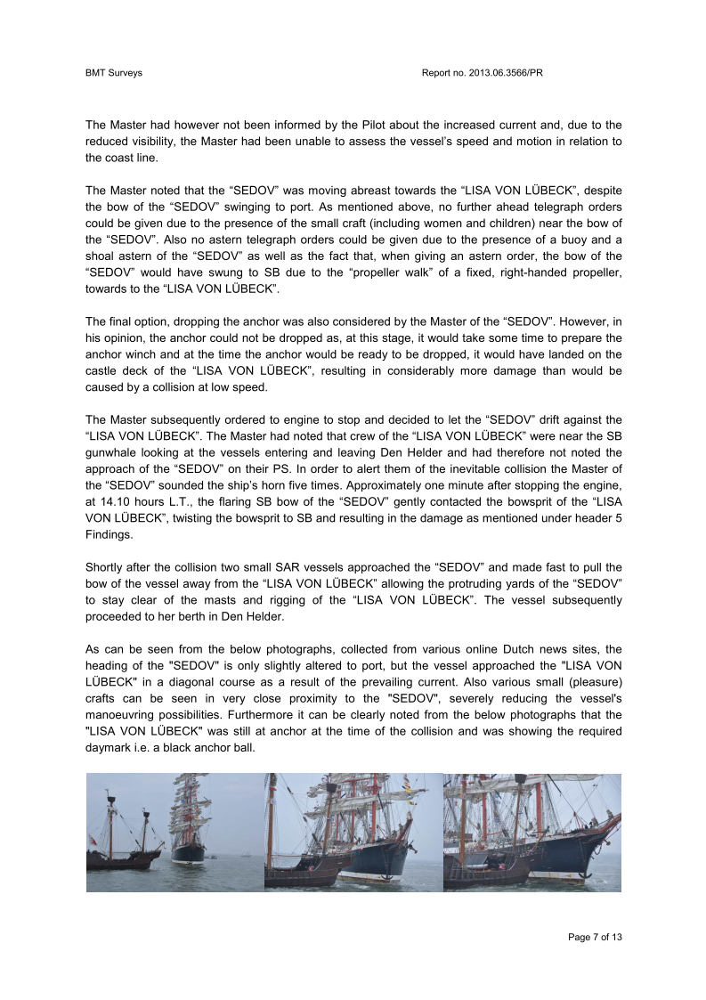 BMT Surveys Report no. 2013.06.3566/PR
The Master had however not been informed by the Pilot about the increased current and, due to the
reduced visibility, the Master had been unable to assess the vessel’s speed and motion in relation to
the coast line.
The Master noted that the “SEDOV” was moving abreast towards the “LISA VON LÜBECK”, despite
the bow of the “SEDOV” swinging to port. As mentioned above, no further ahead telegraph orders
could be given due to the presence of the small craft (including women and children) near the bow of
the “SEDOV”. Also no astern telegraph orders could be given due to the presence of a buoy and a
shoal astern of the “SEDOV” as well as the fact that, when giving an astern order, the bow of the
“SEDOV” would have swung to SB due to the “propeller walk” of a fixed, right-handed propeller,
towards to the “LISA VON LÜBECK”.
The final option, dropping the anchor was also considered by the Master of the “SEDOV”. However, in
his opinion, the anchor could not be dropped as, at this stage, it would take some time to prepare the
anchor winch and at the time the anchor would be ready to be dropped, it would have landed on the
castle deck of the “LISA VON LÜBECK”, resulting in considerably more damage than would be
caused by a collision at low speed.
The Master subsequently ordered to engine to stop and decided to let the “SEDOV” drift against the
“LISA VON LÜBECK”. The Master had noted that crew of the “LISA VON LÜBECK” were near the SB
gunwhale looking at the vessels entering and leaving Den Helder and had therefore not noted the
approach of the “SEDOV” on their PS. In order to alert them of the inevitable collision the Master of
the “SEDOV” sounded the ship’s horn five times. Approximately one minute after stopping the engine,
at 14.10 hours L.T., the flaring SB bow of the “SEDOV” gently contacted the bowsprit of the “LISA
VON LÜBECK”, twisting the bowsprit to SB and resulting in the damage as mentioned under header 5
Findings.
Shortly after the collision two small SAR vessels approached the “SEDOV” and made fast to pull the
bow of the vessel away from the “LISA VON LÜBECK” allowing the protruding yards of the “SEDOV”
to stay clear of the masts and rigging of the “LISA VON LÜBECK”. The vessel subsequently
proceeded to her berth in Den Helder.
As can be seen from the below photographs, collected from various online Dutch news sites, the
heading of the "SEDOV" is only slightly altered to port, but the vessel approached the "LISA VON
LÜBECK" in a diagonal course as a result of the prevailing current. Also various small (pleasure)
crafts can be seen in very close proximity to the "SEDOV", severely reducing the vessel's
manoeuvring possibilities. Furthermore it can be clearly noted from the below photographs that the
"LISA VON LÜBECK" was still at anchor at the time of the collision and was showing the required
daymark i.e. a black anchor ball.
Page 7 of 13